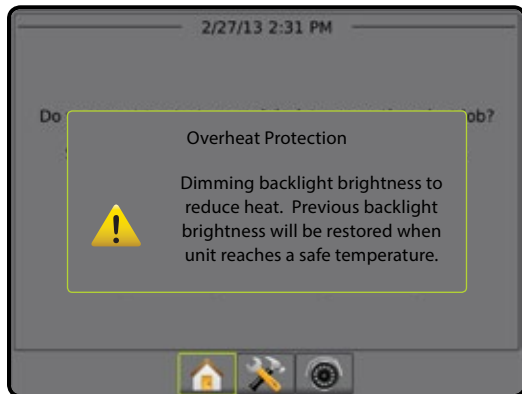 2/27/13 2:31 PM
Do ob?
Overheat Protection
Dimming backlight brightness to
reduce heat. Previous backlight
brightness will be restored when
unit reaches a safe temperature.